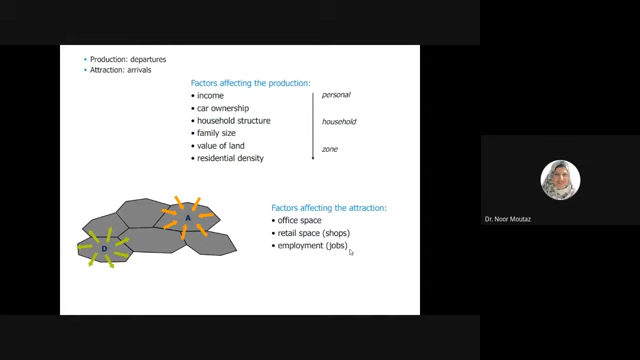 • Production: departures
• Attraction: arrivals
Factors affecting the production:
• income
• car ownership
• household structure
• family size
• value of land
• residential density
personal
household
zone
A
D
Factors affecting the attraction:
• office space
• retail space (shops)
• employment (jobs)
Dr. Noor Moutaz